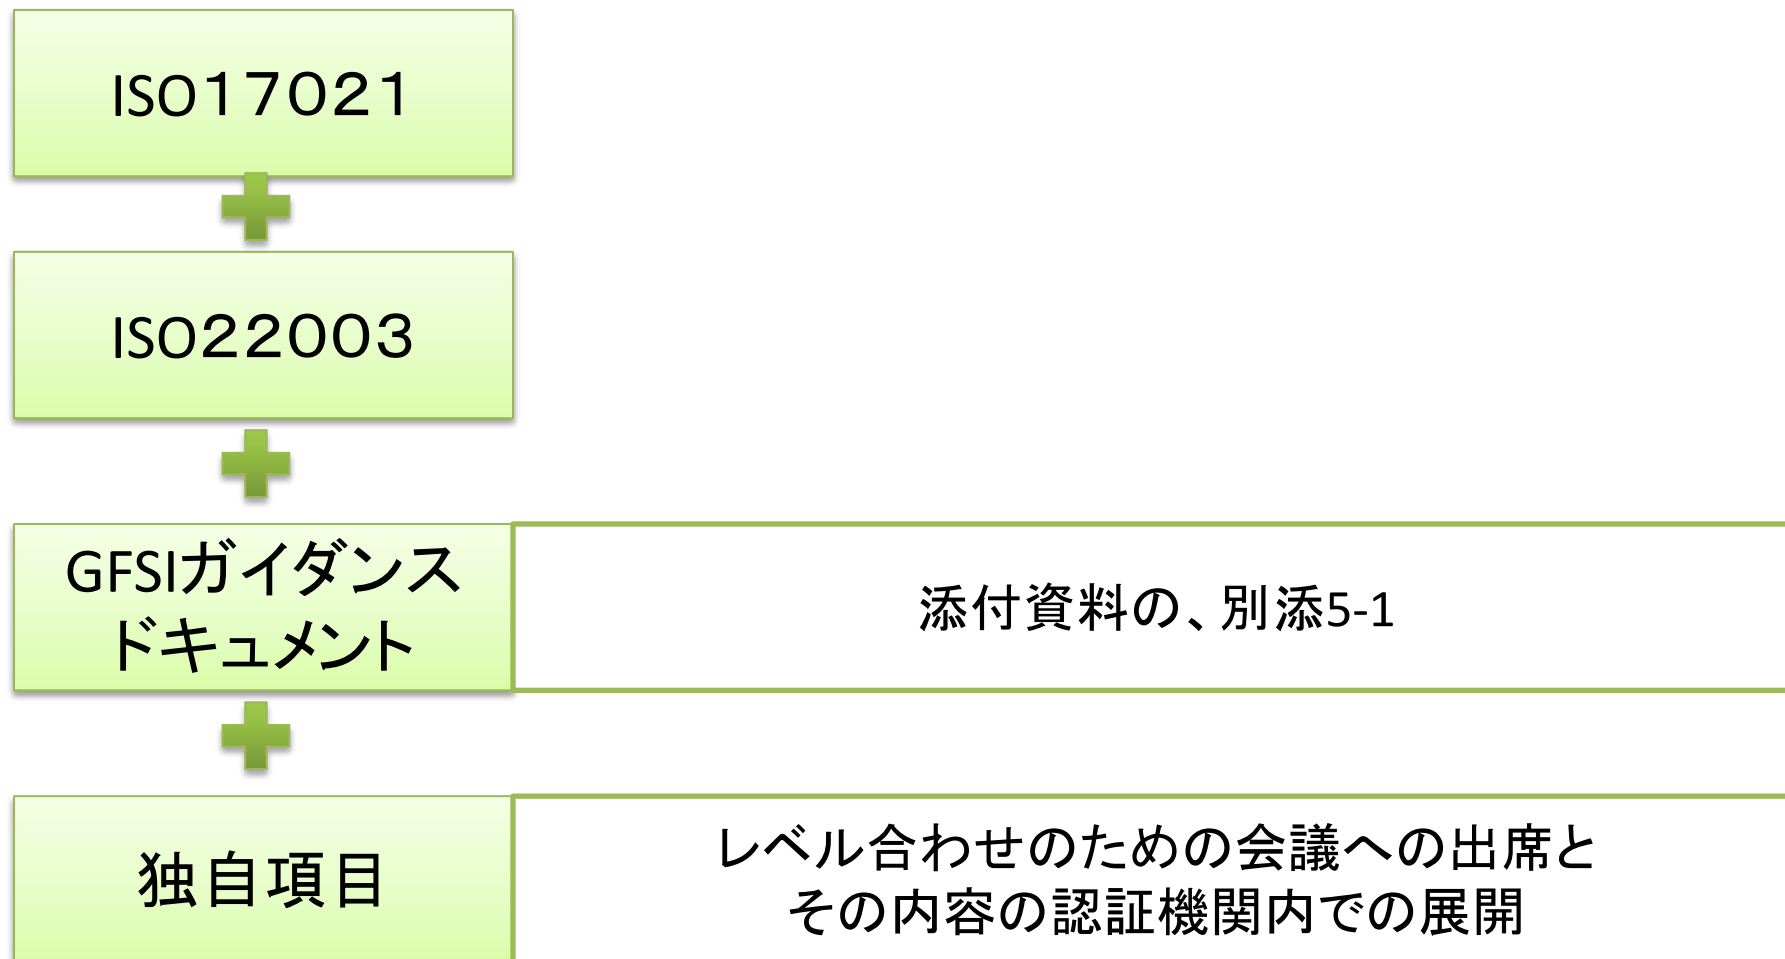 ISO１７０２１
ISO２２００３
GFSIガイダンス
ドキュメント
添付資料の、別添5-1
独自項目
レベル合わせのための会議への出席と
その内容の認証機関内での展開